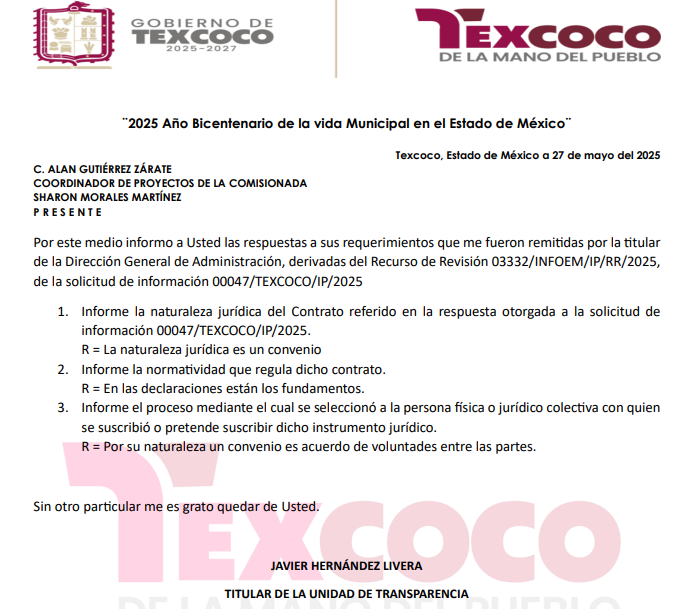 GOBIERNO DE
TEXCOCO
2025-2027
TEXCOCO
DE LA MANO DEL PUEBLO
¨2025 Año Bicentenario de la vida Municipal en el Estado de México¨
Texcoco, Estado de México a 27 de mayo del 2025
C. ALAN GUTIÉRREZ ZÁRATE
COORDINADOR DE PROYECTOS DE LA COMISIONADA
SHARON MORALES MARTÍNEZ
P R E S E N T E
Por este medio informo a Usted las respuestas a sus requerimientos que me fueron remitidas por la titular
de la Dirección General de Administración, derivadas del Recurso de Revisión 03332/INFOEM/IP/RR/2025,
de la solicitud de información 00047/TEXCOCO/IP/2025
1. Informe la naturaleza jurídica del Contrato referido en la respuesta otorgada a la solicitud de
información 00047/TEXCOCO/IP/2025.
R = La naturaleza jurídica es un convenio
2. Informe la normatividad que regula dicho contrato.
R = En las declaraciones están los fundamentos.
3. Informe el proceso mediante el cual se seleccionó a la persona física o jurídico colectiva con quien
se suscribió o pretende suscribir dicho instrumento jurídico.
R = Por su naturaleza un convenio es acuerdo de voluntades entre las partes.
Sin otro particular me es grato quedar de Usted.
TEXCOCO
JAVIER HERNÁNDEZ LIVERA
TITULAR DE LA UNIDAD DE TRANSPARENCIA
DE LA MANO DEL PUEBLO